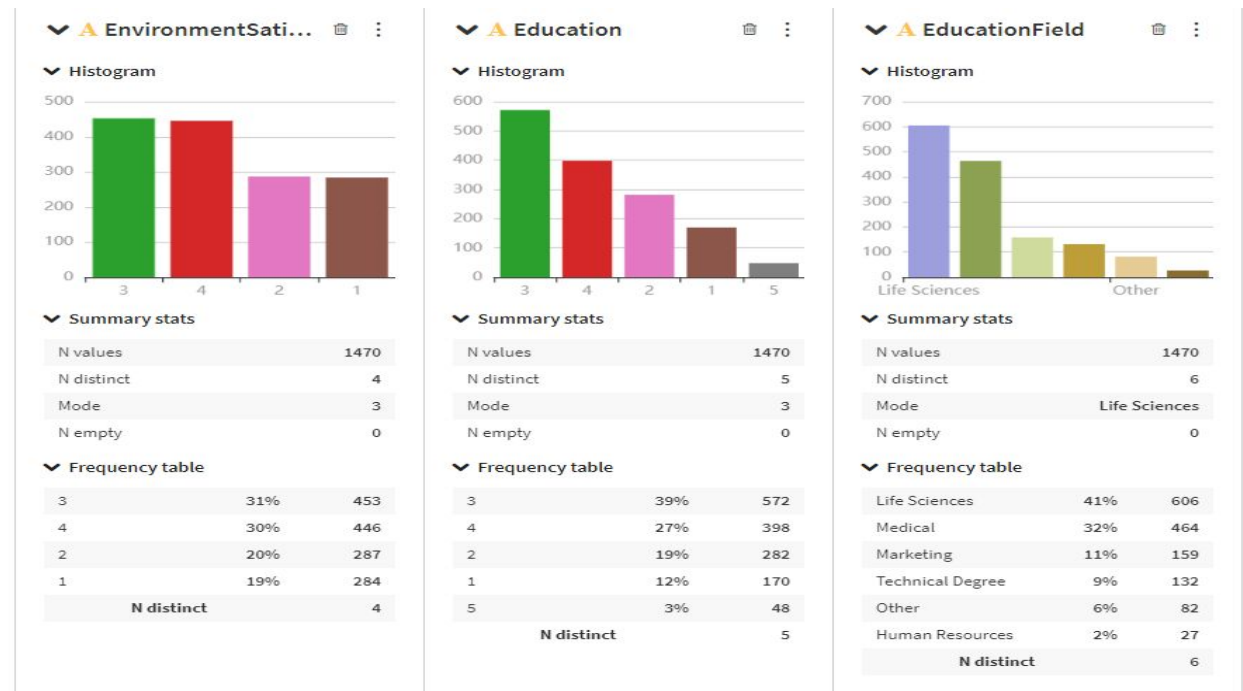 A EnvironmentSati...
Histogram
500
400
300
200
100
0
3 4 2 1
Summary stats
N values 1470
N distinct 4
Mode 3
N empty 0
Frequency table
3 31% 453
4 30% 446
2 20% 287
1 19% 284
N distinct 4
A Education
Histogram
600
500
400
300
200
100
0
3 4 2 1 5
Summary stats
N values 1470
N distinct 5
Mode 3
N empty 0
Frequency table
3 39% 572
4 27% 398
2 19% 282
1 12% 170
5 3% 48
N distinct 5
A EducationField
Histogram
700
600
500
400
300
200
100
0
Life Sciences Other
Summary stats
N values 1470
N distinct 6
Mode Life Sciences
N empty 0
Frequency table
Life Sciences 41% 606
Medical 32% 464
Marketing 11% 159
Technical Degree 9% 132
Other 6% 82
Human Resources 2% 27
N distinct 6